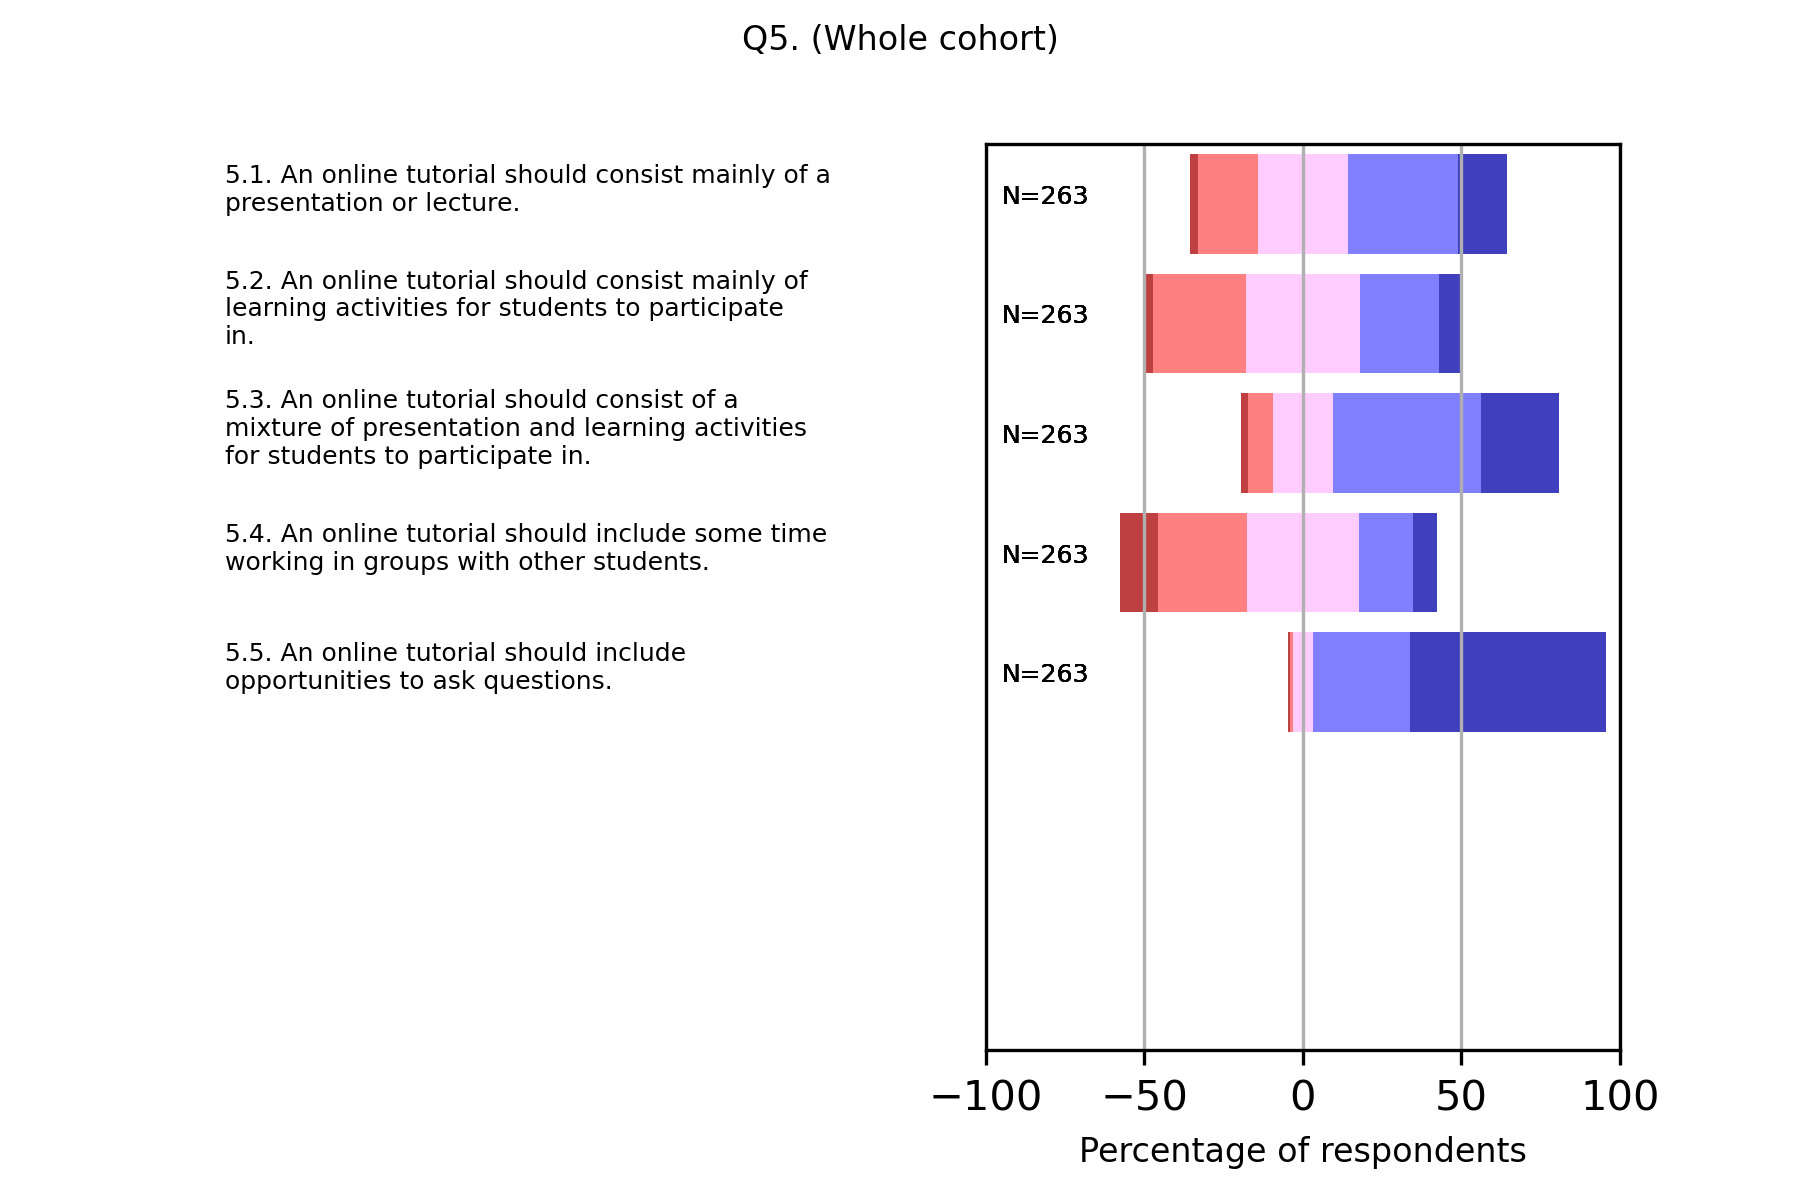 Q5. (Whole cohort)
5.1. An online tutorial should consist mainly of a
presentation or lecture.
N=263
5.2. An online tutorial should consist mainly of
learning activities for students to participate
in.
N=263
5.3. An online tutorial should consist of a
mixture of presentation and learning activities
for students to participate in.
N=263
5.4. An online tutorial should include some time
working in groups with other students.
N=263
5.5. An online tutorial should include
opportunities to ask questions.
N=263
−100 −50 0 50 100
Percentage of respondents